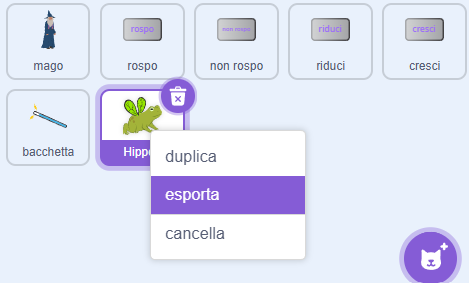 rospo
non rospo
riduci
cresci
mago
rospo
non rospo
riduci
cresci
bacchetta
Hippo
duplica
esporta
cancella